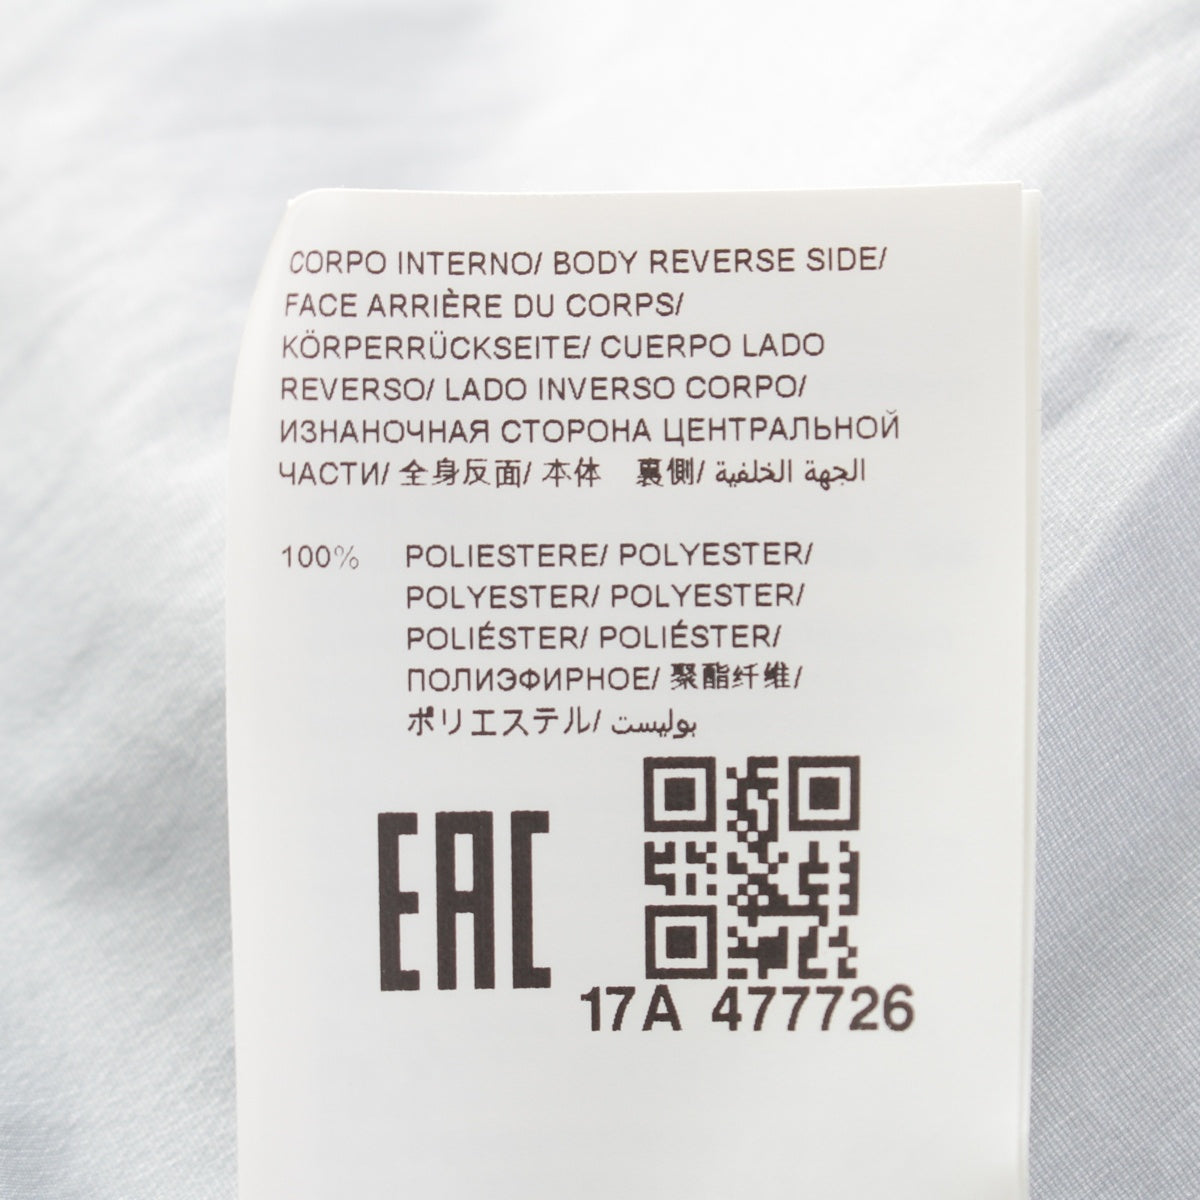 CORPO INTERNO/ BODY REVERSE SIDE/
FACE ARRIÈRE DU CORPS/
KÖRPERRÜCKSEITE/ CUERPO LADO
REVERSO/ LADO INVERSO CORPO/
ИЗНАНОЧНАЯ СТОРОНА ЦЕНТРАЛЬНОЙ
ЧАСТИ/ 全身反面/ 本体　裏側/ الجهة الخلفية
100% POLIESTERE/ POLYESTER/
POLYESTER/ POLYESTER/
POLIÉSTER/ POLIÉSTER/
ПОЛИЭФИРНОЕ/ 聚酯纤维/
ポリエステル/ بوليست
EAC
17A 477726